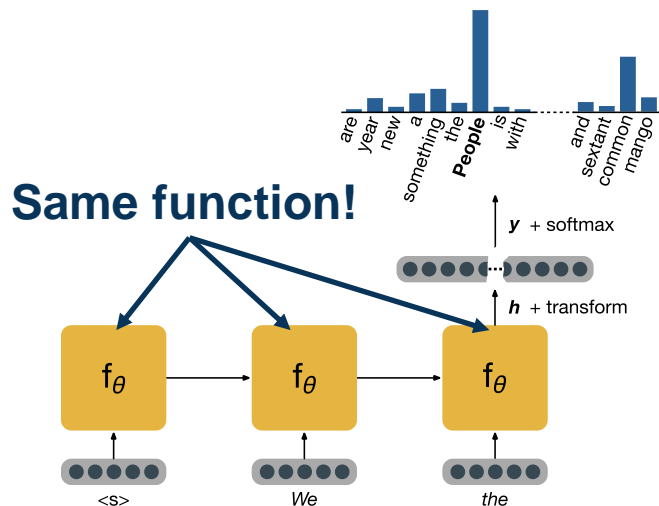 are
year
new
a
something
the
People
is
with
and
sextant
common
mango
Same function!
y + softmax
h + transform
fθ
fθ
fθ
<s>
We
the